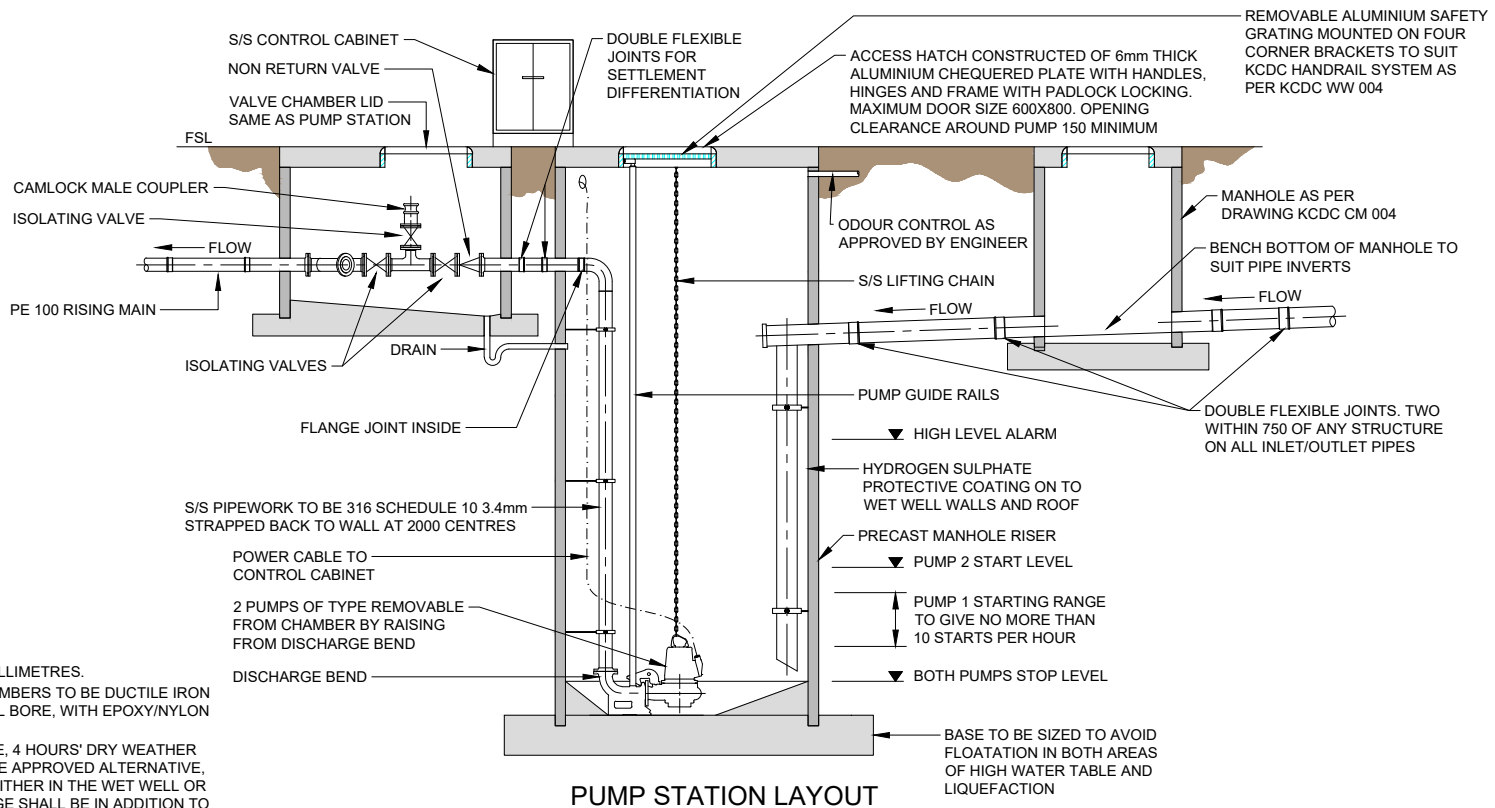 S/S CONTROL CABINET
NON RETURN VALVE
VALVE CHAMBER LID
SAME AS PUMP STATION
FSL
DOUBLE FLEXIBLE
JOINTS FOR
SETTLEMENT
DIFFERENTIATION
ACCESS HATCH CONSTRUCTED OF 6mm THICK
ALUMINIUM CHEQUERED PLATE WITH HANDLES,
HINGES AND FRAME WITH PADLOCK LOCKING.
MAXIMUM DOOR SIZE 600X800. OPENING
CLEARANCE AROUND PUMP 150 MINIMUM
REMOVABLE ALUMINIUM SAFETY
GRATING MOUNTED ON FOUR
CORNER BRACKETS TO SUIT
KCDC HANDRAIL SYSTEM AS
PER KCDC WW 004
CAMLOCK MALE COUPLER
ISOLATING VALVE
FLOW
PE 100 RISING MAIN
ISOLATING VALVES
DRAIN
FLANGE JOINT INSIDE
ODOUR CONTROL AS
APPROVED BY ENGINEER
S/S LIFTING CHAIN
MANHOLE AS PER
DRAWING KCDC CM 004
BENCH BOTTOM OF MANHOLE TO
SUIT PIPE INVERTS
FLOW
FLOW
PUMP GUIDE RAILS
DOUBLE FLEXIBLE JOINTS. TWO
WITHIN 750 OF ANY STRUCTURE
ON ALL INLET/OUTLET PIPES
HIGH LEVEL ALARM
HYDROGEN SULPHATE
PROTECTIVE COATING ON TO
WET WELL WALLS AND ROOF
S/S PIPEWORK TO BE 316 SCHEDULE 10 3.4mm
STRAPPED BACK TO WALL AT 2000 CENTRES
PRECAST MANHOLE RISER
POWER CABLE TO
CONTROL CABINET
PUMP 2 START LEVEL
2 PUMPS OF TYPE REMOVABLE
FROM CHAMBER BY RAISING
FROM DISCHARGE BEND
PUMP 1 STARTING RANGE
TO GIVE NO MORE THAN
10 STARTS PER HOUR
DISCHARGE BEND
BOTH PUMPS STOP LEVEL
BASE TO BE SIZED TO AVOID
FLOATATION IN BOTH AREAS
OF HIGH WATER TABLE AND
LIQUEFACTION
LLIMETRES.
MBERS TO BE DUCTILE IRON
L BORE, WITH EPOXY/NYLON
E, 4 HOURS' DRY WEATHER
E APPROVED ALTERNATIVE,
ITHER IN THE WET WELL OR
GE SHALL BE IN ADDITION TO
PUMP STATION LAYOUT